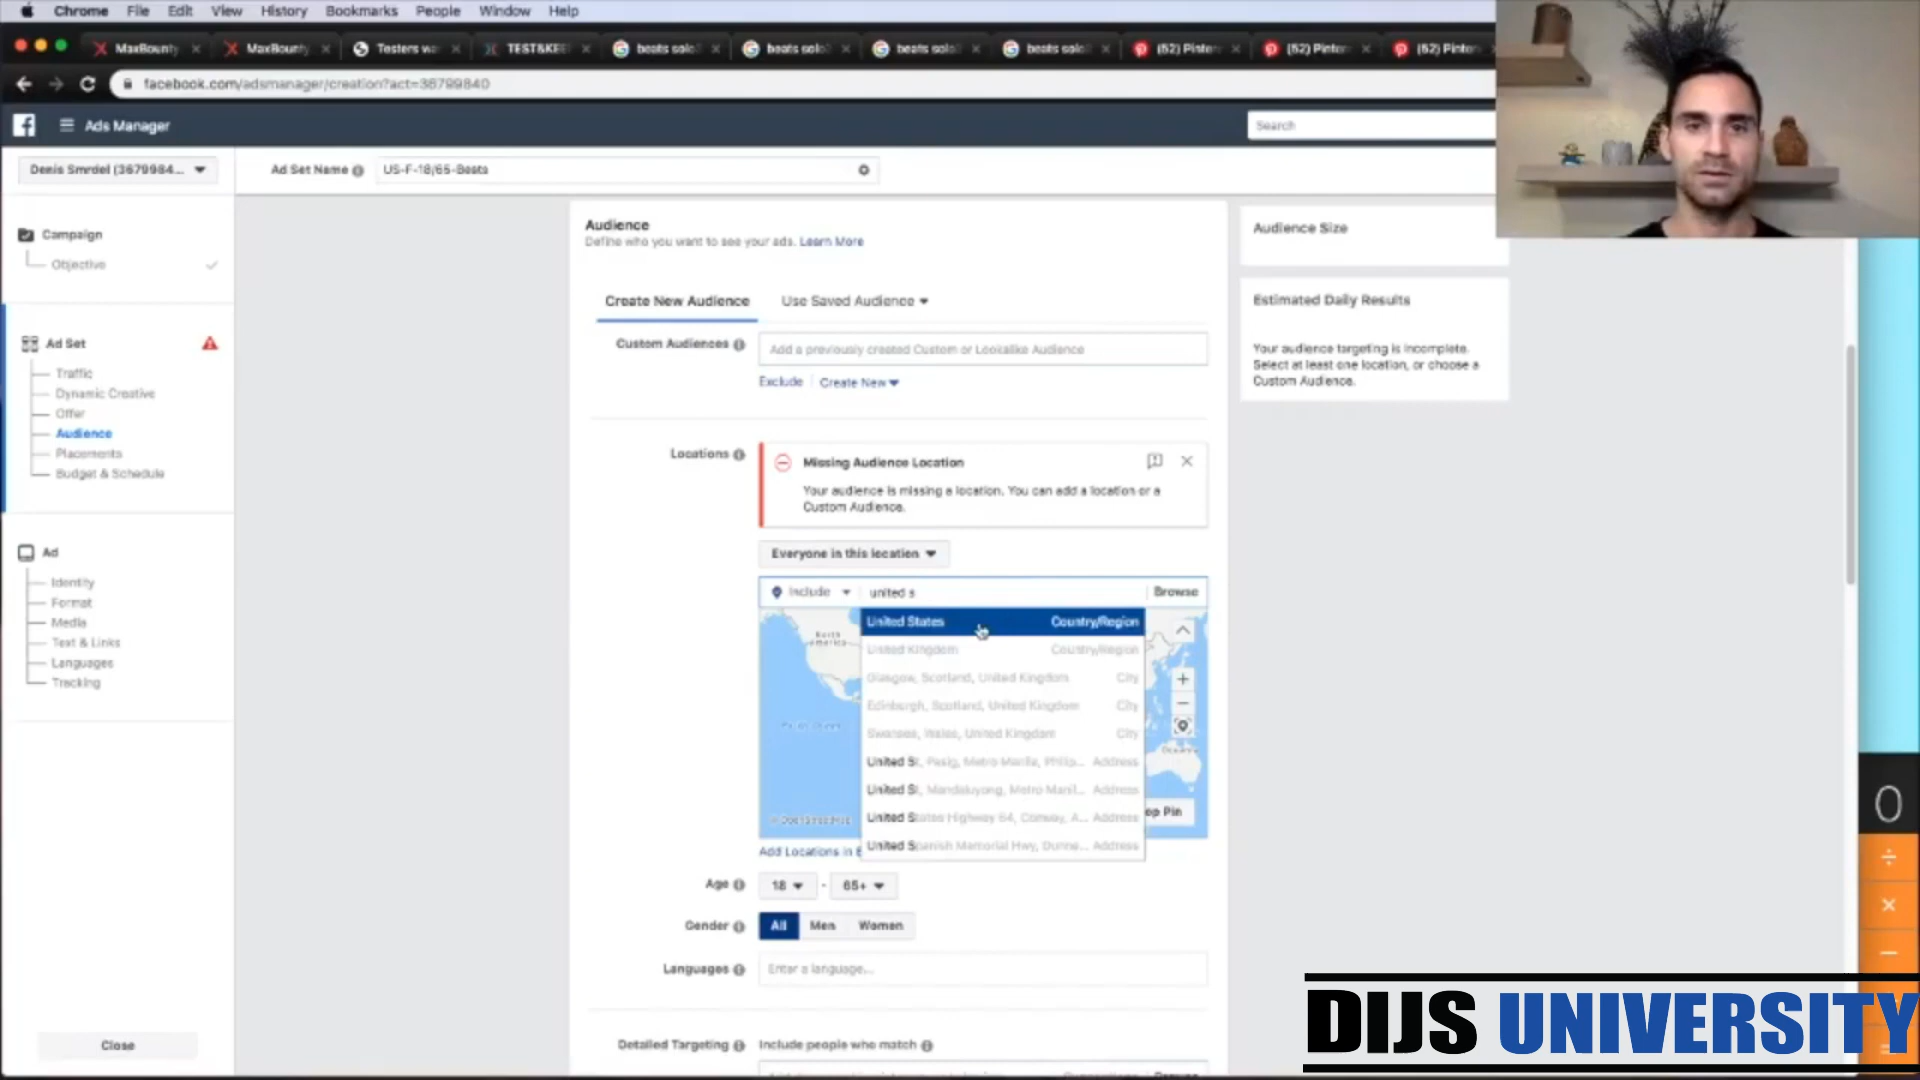 Chrome File Edit View History Bookmarks People Window Help
MaxBounty MaxBounty Testers wa TEST&KEE beats solo beats solo beats solo beats solo (52) Pinter (52) Pinter (52) Pinter
facebook.com/adsmanager/creation?act=36799840
Ads Manager
Search
Denis Smrdel (3679984...
Ad Set Name
US-F-18/65-Beats
Campaign
Objective
Ad Set
Traffic
Dynamic Creative
Offer
Audience
Placements
Budget & Schedule
Ad
Identity
Format
Media
Text & Links
Languages
Tracking
Close
Audience
Define who you want to see your ads. Learn More
Create New Audience Use Saved Audience
Custom Audiences
Add a previously created Custom or Lookalike Audience
Exclude Create New
Locations
Missing Audience Location
Your audience is missing a location. You can add a location or a
Custom Audience.
Everyone in this location
Include united s Browse
United States Country/Region
United Kingdom Country/Region
Glasgow, Scotland, United Kingdom City
Edinburgh, Scotland, United Kingdom City
Swansea, Wales, United Kingdom City
United St, Pasig, Metro Manila, Philip... Address
United St, Mandaluyong, Metro Manil... Address
United States Highway 64, Conway, A... Address
United Spanish Memorial Hwy, Dunne... Address
North
America
Oceania
© OpenStreetMap
op Pin
Add Locations in B
Age 18 - 65+
Gender All Men Women
Languages Enter a language...
Detailed Targeting Include people who match
Audience Size
Estimated Daily Results
Your audience targeting is incomplete.
Select at least one location, or choose a
Custom Audience.
0
÷
×
−
DIJS UNIVERSITY